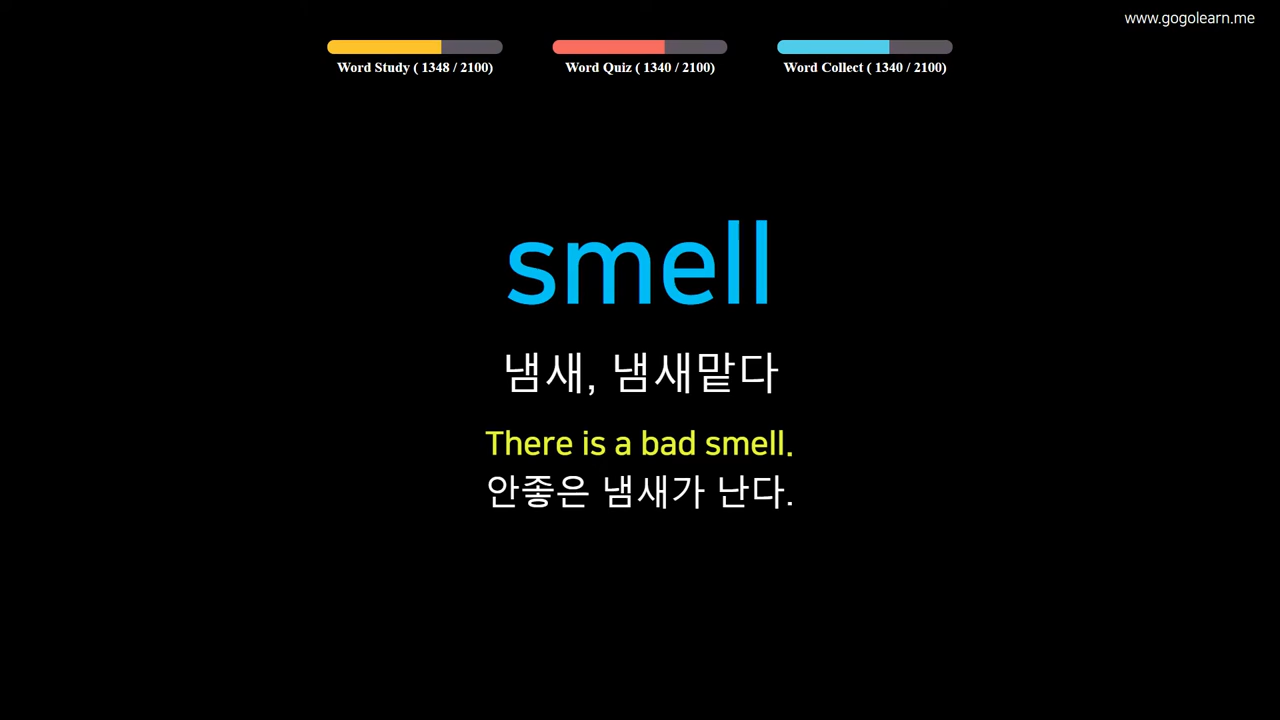 www.gogolearn.me
Word Study ( 1348 / 2100)
Word Quiz ( 1340 / 2100)
Word Collect ( 1340 / 2100)
smell
냄새, 냄새맡다
There is a bad smell.
안좋은 냄새가 난다.